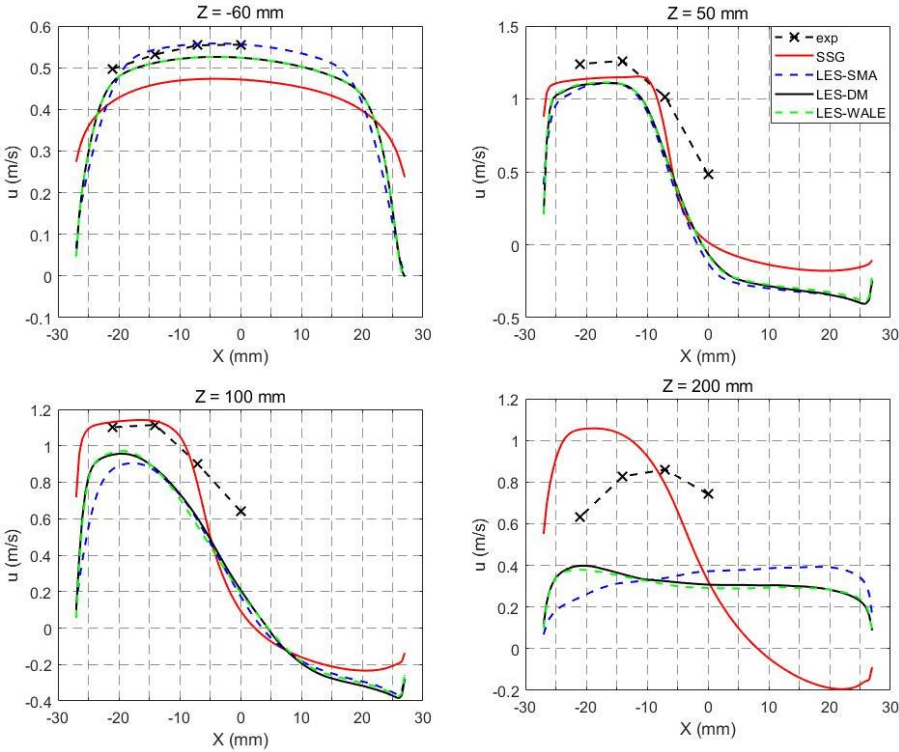 Z = -60 mm
0.6
0.5
0.4
0.3
0.2
0.1
0
-0.1
u (m/s)
-30 -20 -10 0 10 20 30
X (mm)
Z = 50 mm
1.5
1
0.5
0
-0.5
u (m/s)
-30 -20 -10 0 10 20 30
X (mm)
exp
SSG
LES-SMA
LES-DM
LES-WALE
Z = 100 mm
1.2
1
0.8
0.6
0.4
0.2
0
-0.2
-0.4
u (m/s)
-30 -20 -10 0 10 20 30
X (mm)
Z = 200 mm
1.2
1
0.8
0.6
0.4
0.2
0
-0.2
u (m/s)
-30 -20 -10 0 10 20 30
X (mm)